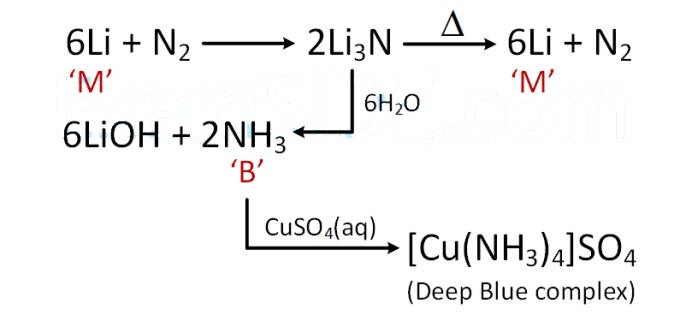 6Li + N₂ → 2Li₃N Δ→ 6Li + N₂
'M' 'M'
6H₂O
6LiOH + 2NH₃
'B'
CuSO₄(aq)
[Cu(NH₃)₄]SO₄
(Deep Blue complex)